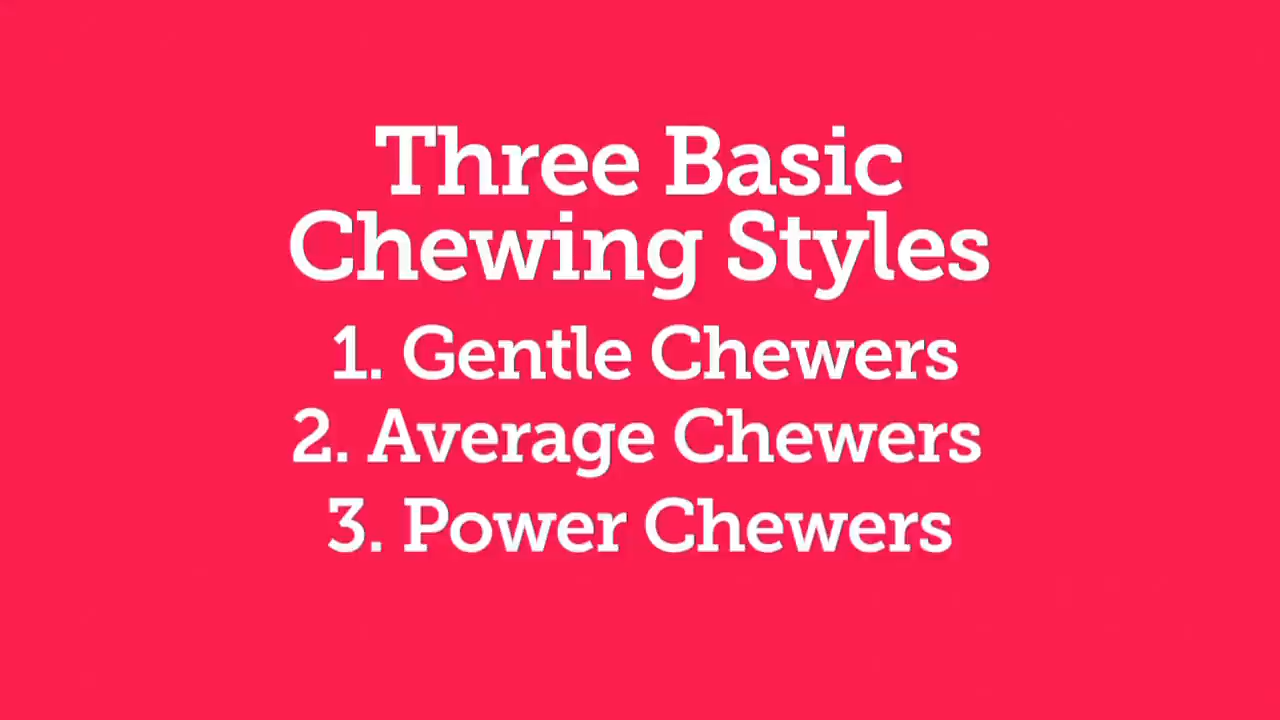 Three Basic
Chewing Styles
1. Gentle Chewers
2. Average Chewers
3. Power Chewers